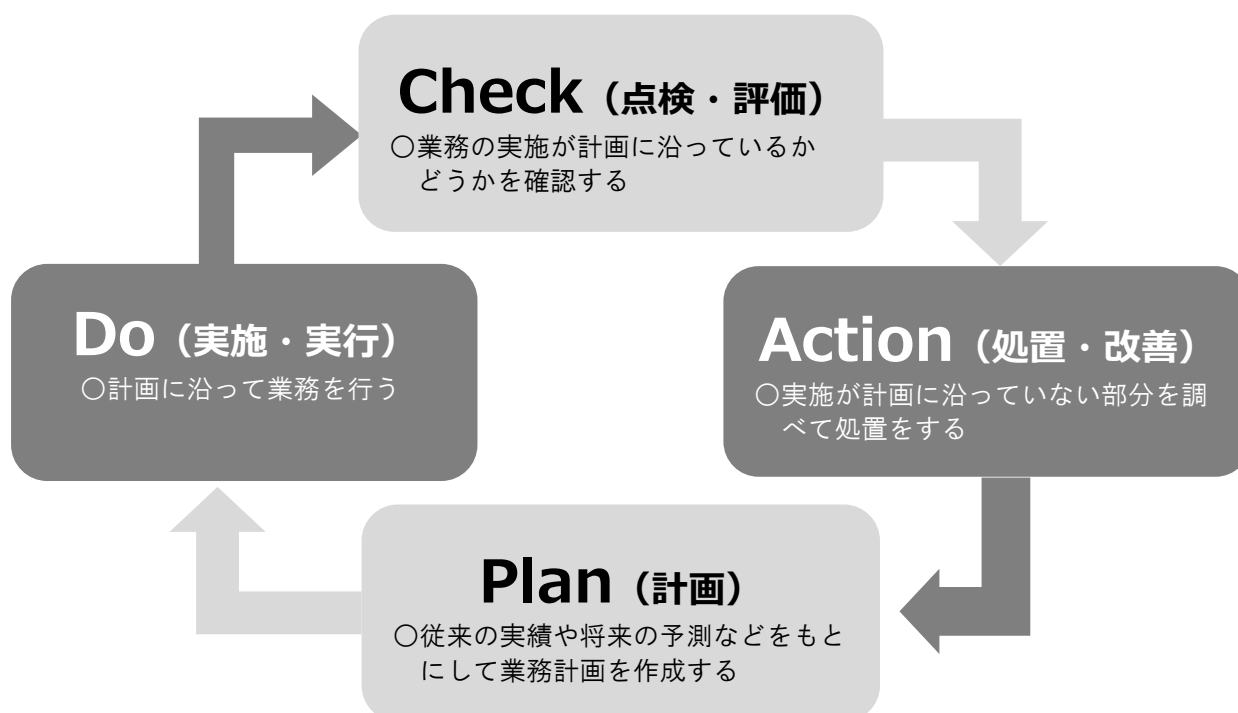 Check（点検・評価）
○業務の実施が計画に沿っているか
どうかを確認する
Do（実施・実行）
○計画に沿って業務を行う
Action（処置・改善）
○実施が計画に沿っていない部分を調
べて処置をする
Plan（計画）
○従来の実績や将来の予測などをもと
にして業務計画を作成する